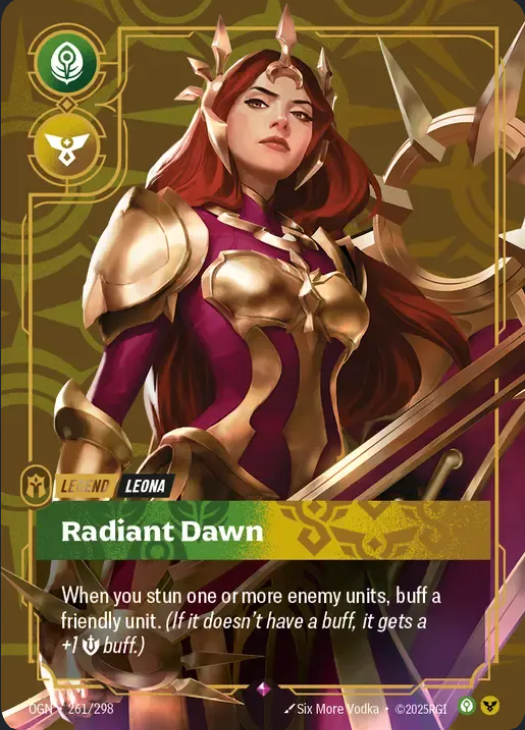 LEGEND LEONA
Radiant Dawn
When you stun one or more enemy units, buff a
friendly unit. (If it doesn't have a buff, it gets a
+1 buff.)
OGN • 261/298 Six More Vodka • ©2025RGI